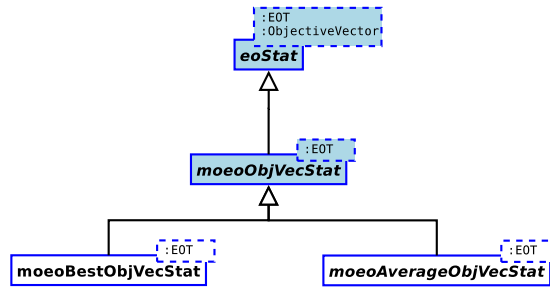 :EOT
:ObjectiveVector
eoStat
:EOT
moeoObjVecStat
:EOT
moeoBestObjVecStat
:EOT
moeoAverageObjVecStat